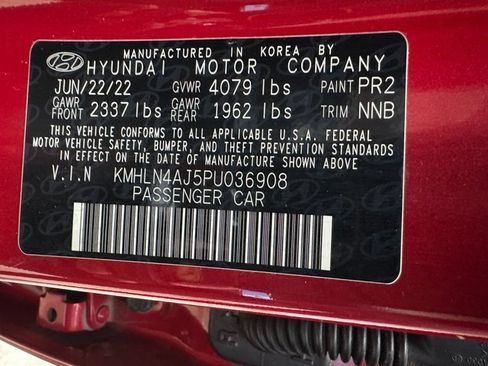 MANUFACTURED IN KOREA BY
HYUNDAI MOTOR COMPANY
JUN/22/22 GVWR 4079 lbs PAINT PR2
GAWR FRONT 2337 lbs GAWR REAR 1962 lbs TRIM NNB
THIS VEHICLE CONFORMS TO ALL APPLICABLE U.S.A. FEDERAL
MOTOR VEHICLE SAFETY, BUMPER, AND THEFT PREVENTION STANDARDS
IN EFFECT ON THE DATE OF MANUFACTURE SHOWN ABOVE.
V.I.N KMHLN4AJ5PU036908
PASSENGER CAR